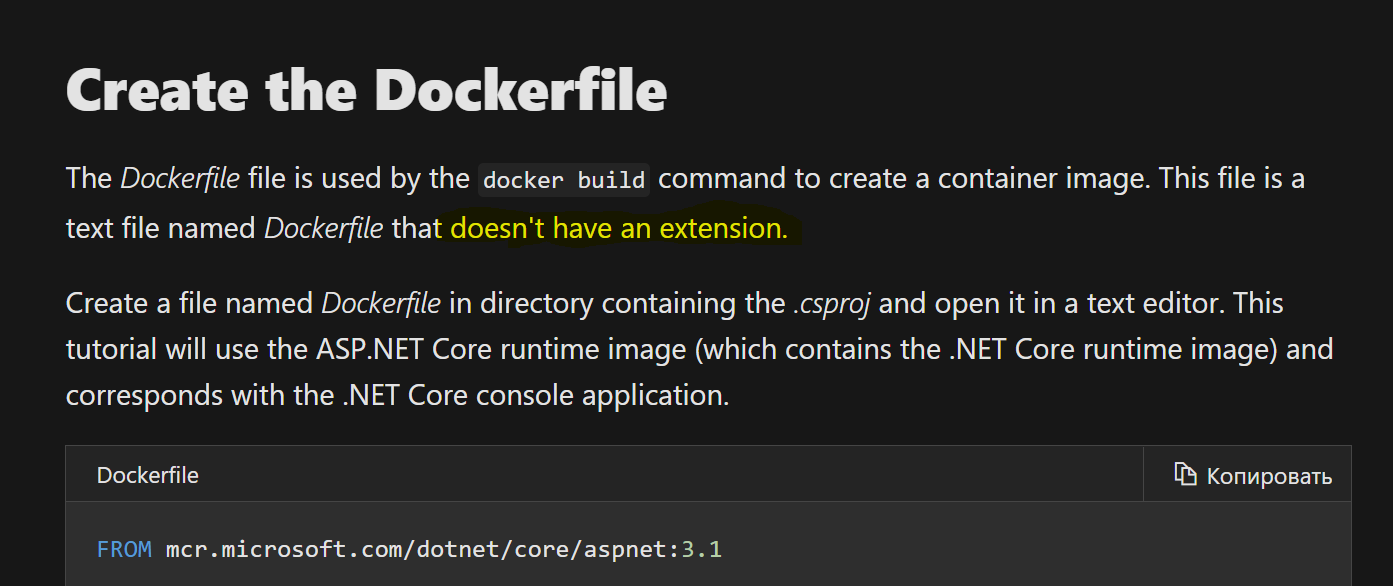 Create the Dockerfile
The Dockerfile file is used by the docker build command to create a container image. This file is a
text file named Dockerfile that doesn't have an extension.
Create a file named Dockerfile in directory containing the .csproj and open it in a text editor. This
tutorial will use the ASP.NET Core runtime image (which contains the .NET Core runtime image) and
corresponds with the .NET Core console application.
Dockerfile
Копировать
FROM mcr.microsoft.com/dotnet/core/aspnet:3.1